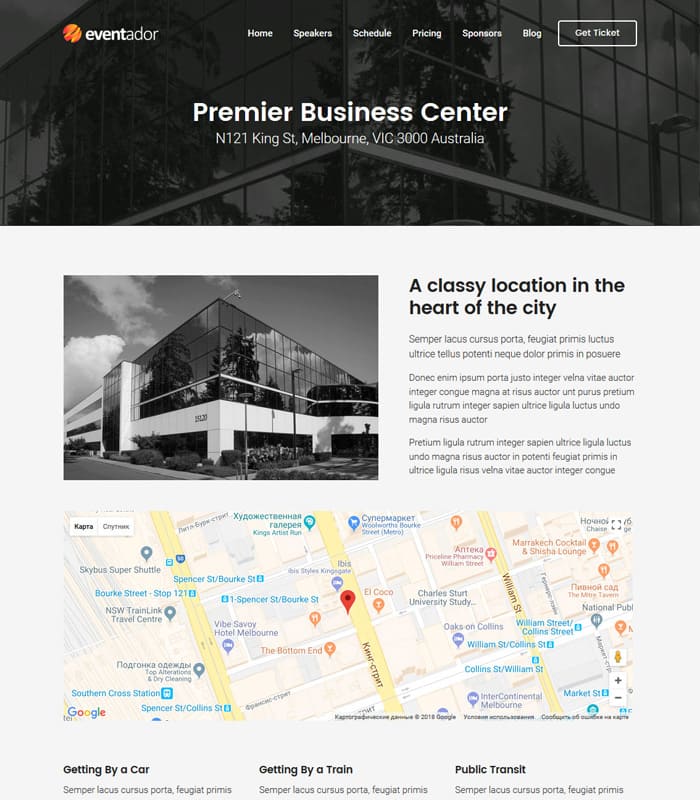 eventador
Home Speakers Schedule Pricing Sponsors Blog Get Ticket
Premier Business Center
N121 King St, Melbourne, VIC 3000 Australia
A classy location in the
heart of the city
Semper lacus cursus porta, feugiat primis luctus
ultrice tellus potenti neque dolor primis in posuere
Donec enim ipsum porta justo integer velna vitae auctor
integer congue magna at risus auctor unt purus pretium
ligula rutrum integer sapien ultrice ligula luctus undo
magna risus auctor
Pretium ligula rutrum integer sapien ultrice ligula luctus
undo magna risus auctor in potenti feugiat primis in
ultrice ligula risus velna vitae auctor integer congue
15120
Карта Спутник
Литл-Бурк-стрит
Художественная
галерея
Kings Artist Run
Супермаркет
Woolworths Bourke
Street (Metro)
Marrakech Cocktail
& Shisha Lounge
Skybus Super Shuttle
Ibis
ibis Styles Kingsgate
Аптека
Priceline Pharmacy
William Street
Пивной сад
The Mitre Tavern
Spencer St/Bourke St
Bourke Street - Stop 121
1-Spencer St/Bourke St
El Coco
Charles Sturt
University Study...
William St
NSW TrainLink
Travel Centre
National Publ
Vibe Savoy
Hotel Melbourne
Oaks on Collins
William Street/
Collins Street
The Bottom End
William St/Collins St
Кинг-стрит
Подгонка одежды
Top Alterations
& Dry Cleaning
Collins St/William St
Southern Cross Station
Франсис-стрит
InterContinental
Melbourne
Market St
Spencer St/Collins St
Google
Картографические данные © 2018 Google Условия использования Сообщить об ошибке на карте
Getting By a Car
Semper lacus cursus porta, feugiat primis
Getting By a Train
Semper lacus cursus porta, feugiat primis
Public Transit
Semper lacus cursus porta, feugiat primis